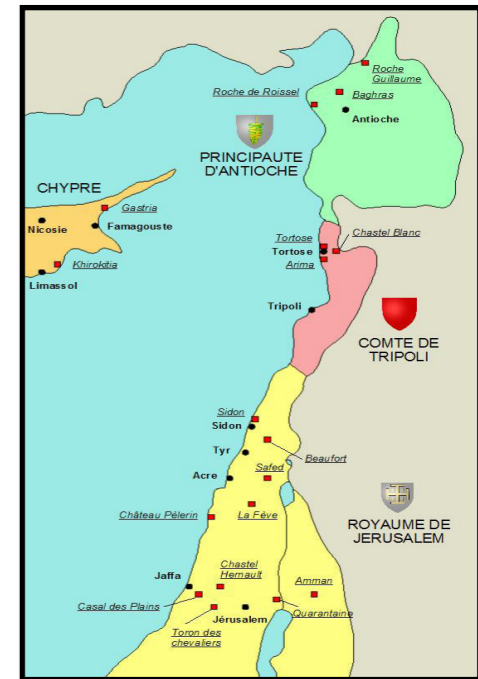 Roche
Guillaume
Roche de Roissel
Baghras
Antioche
PRINCIPAUTE
D'ANTIOCHE
CHYPRE
Gastria
Nicosie
Famagouste
Khirokitia
Limassol
Tortose
Chastel Blanc
Tortose
Arima
Tripoli
COMTE DE
TRIPOLI
Sidon
Sidon
Tyr
Beaufort
Safed
Acre
Château Pélerin
La Fève
ROYAUME DE
JERUSALEM
Jaffa
Chastel
Hernault
Amman
Casal des Plains
Quarantaine
Jérusalem
Toron des
chevaliers